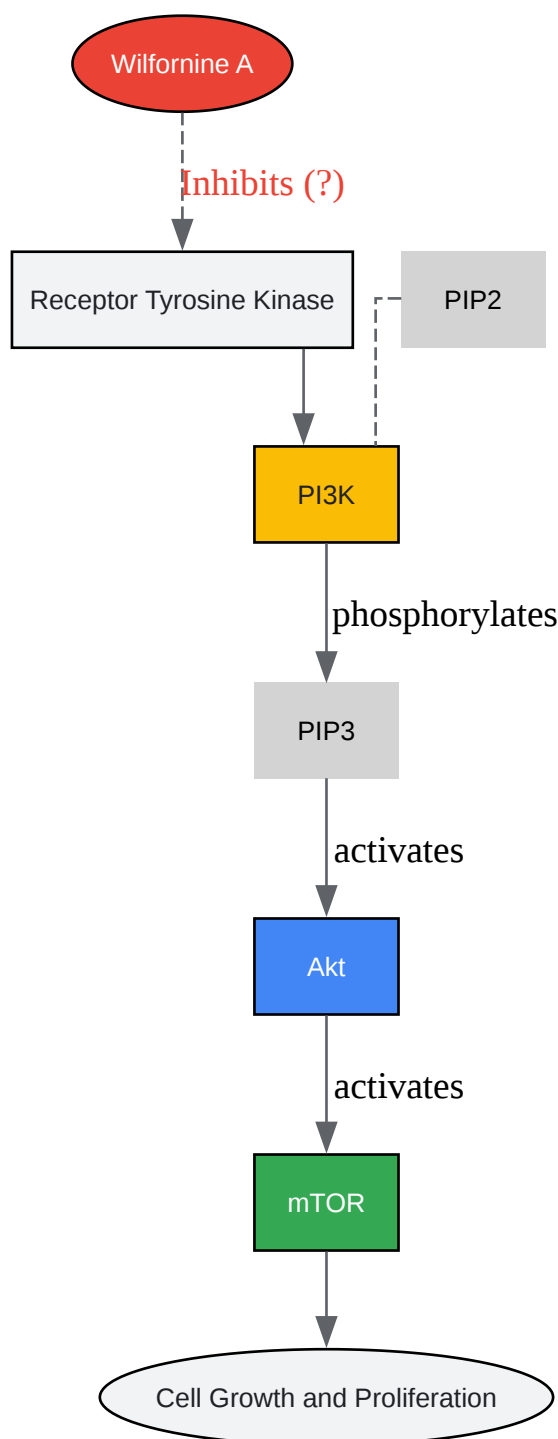 Wilfornine A
Inhibits (?)
Receptor Tyrosine Kinase
PIP2
PI3K
phosphorylates
PIP3
activates
Akt
activates
mTOR
Cell Growth and Proliferation